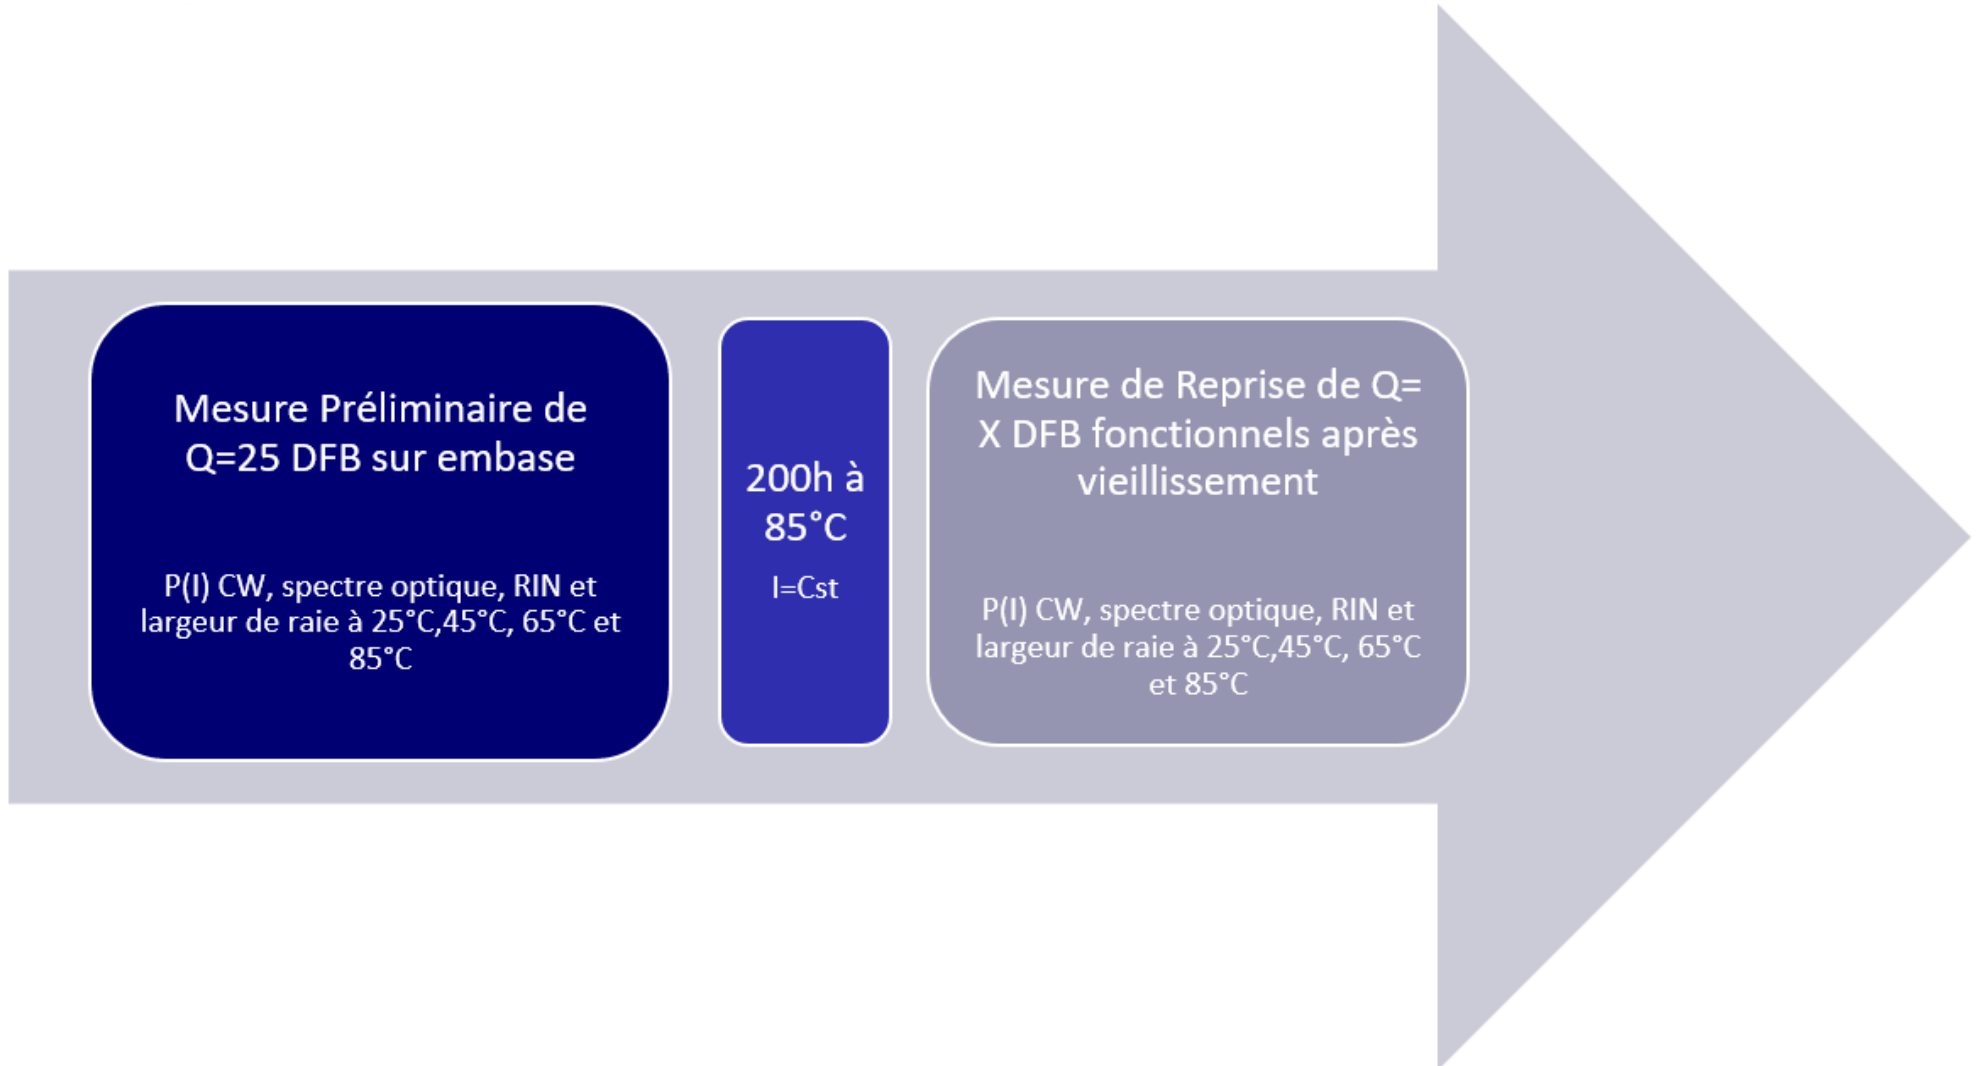 Mesure Préliminaire de
Q=25 DFB sur embase
P(I) CW, spectre optique, RIN et
largeur de raie à 25°C,45°C, 65°C et
85°C
200h à
85°C
I=Cst
Mesure de Reprise de Q=
X DFB fonctionnels après
vieillissement
P(I) CW, spectre optique, RIN et
largeur de raie à 25°C,45°C, 65°C
et 85°C